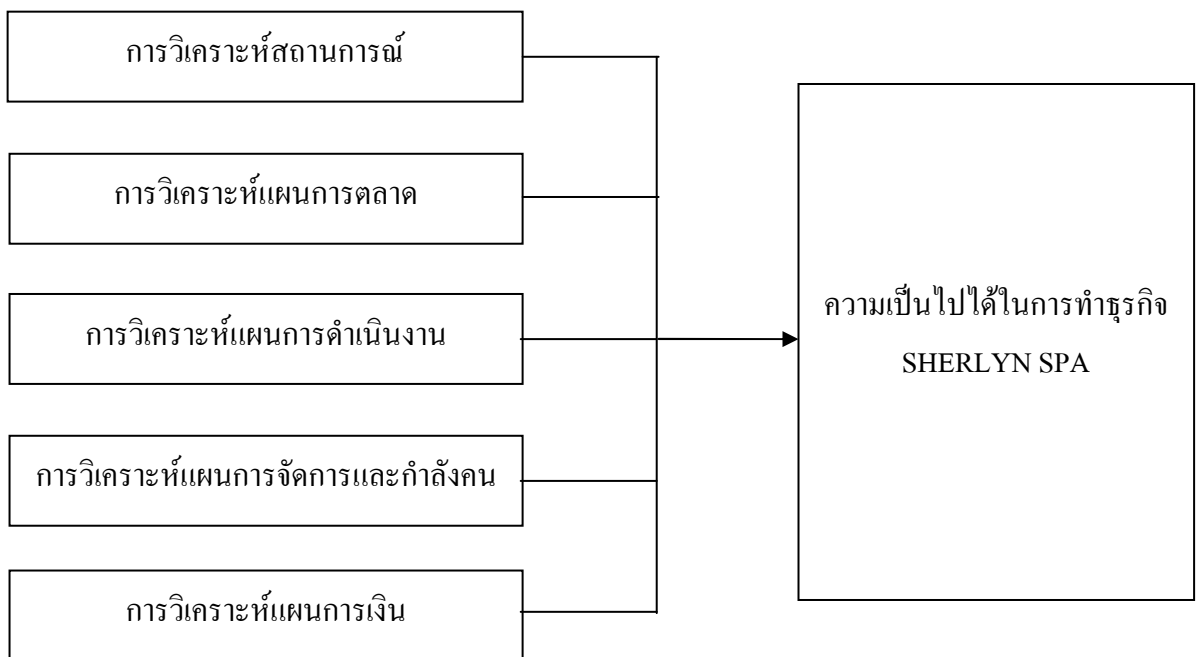 การวิเคราะห์สถานการณ์
การวิเคราะห์แผนการตลาด
การวิเคราะห์แผนการดำเนินงาน
การวิเคราะห์แผนการจัดการและกำลังคน
การวิเคราะห์แผนการเงิน
ความเป็นไปได้ในการทำธุรกิจ
SHERLYN SPA